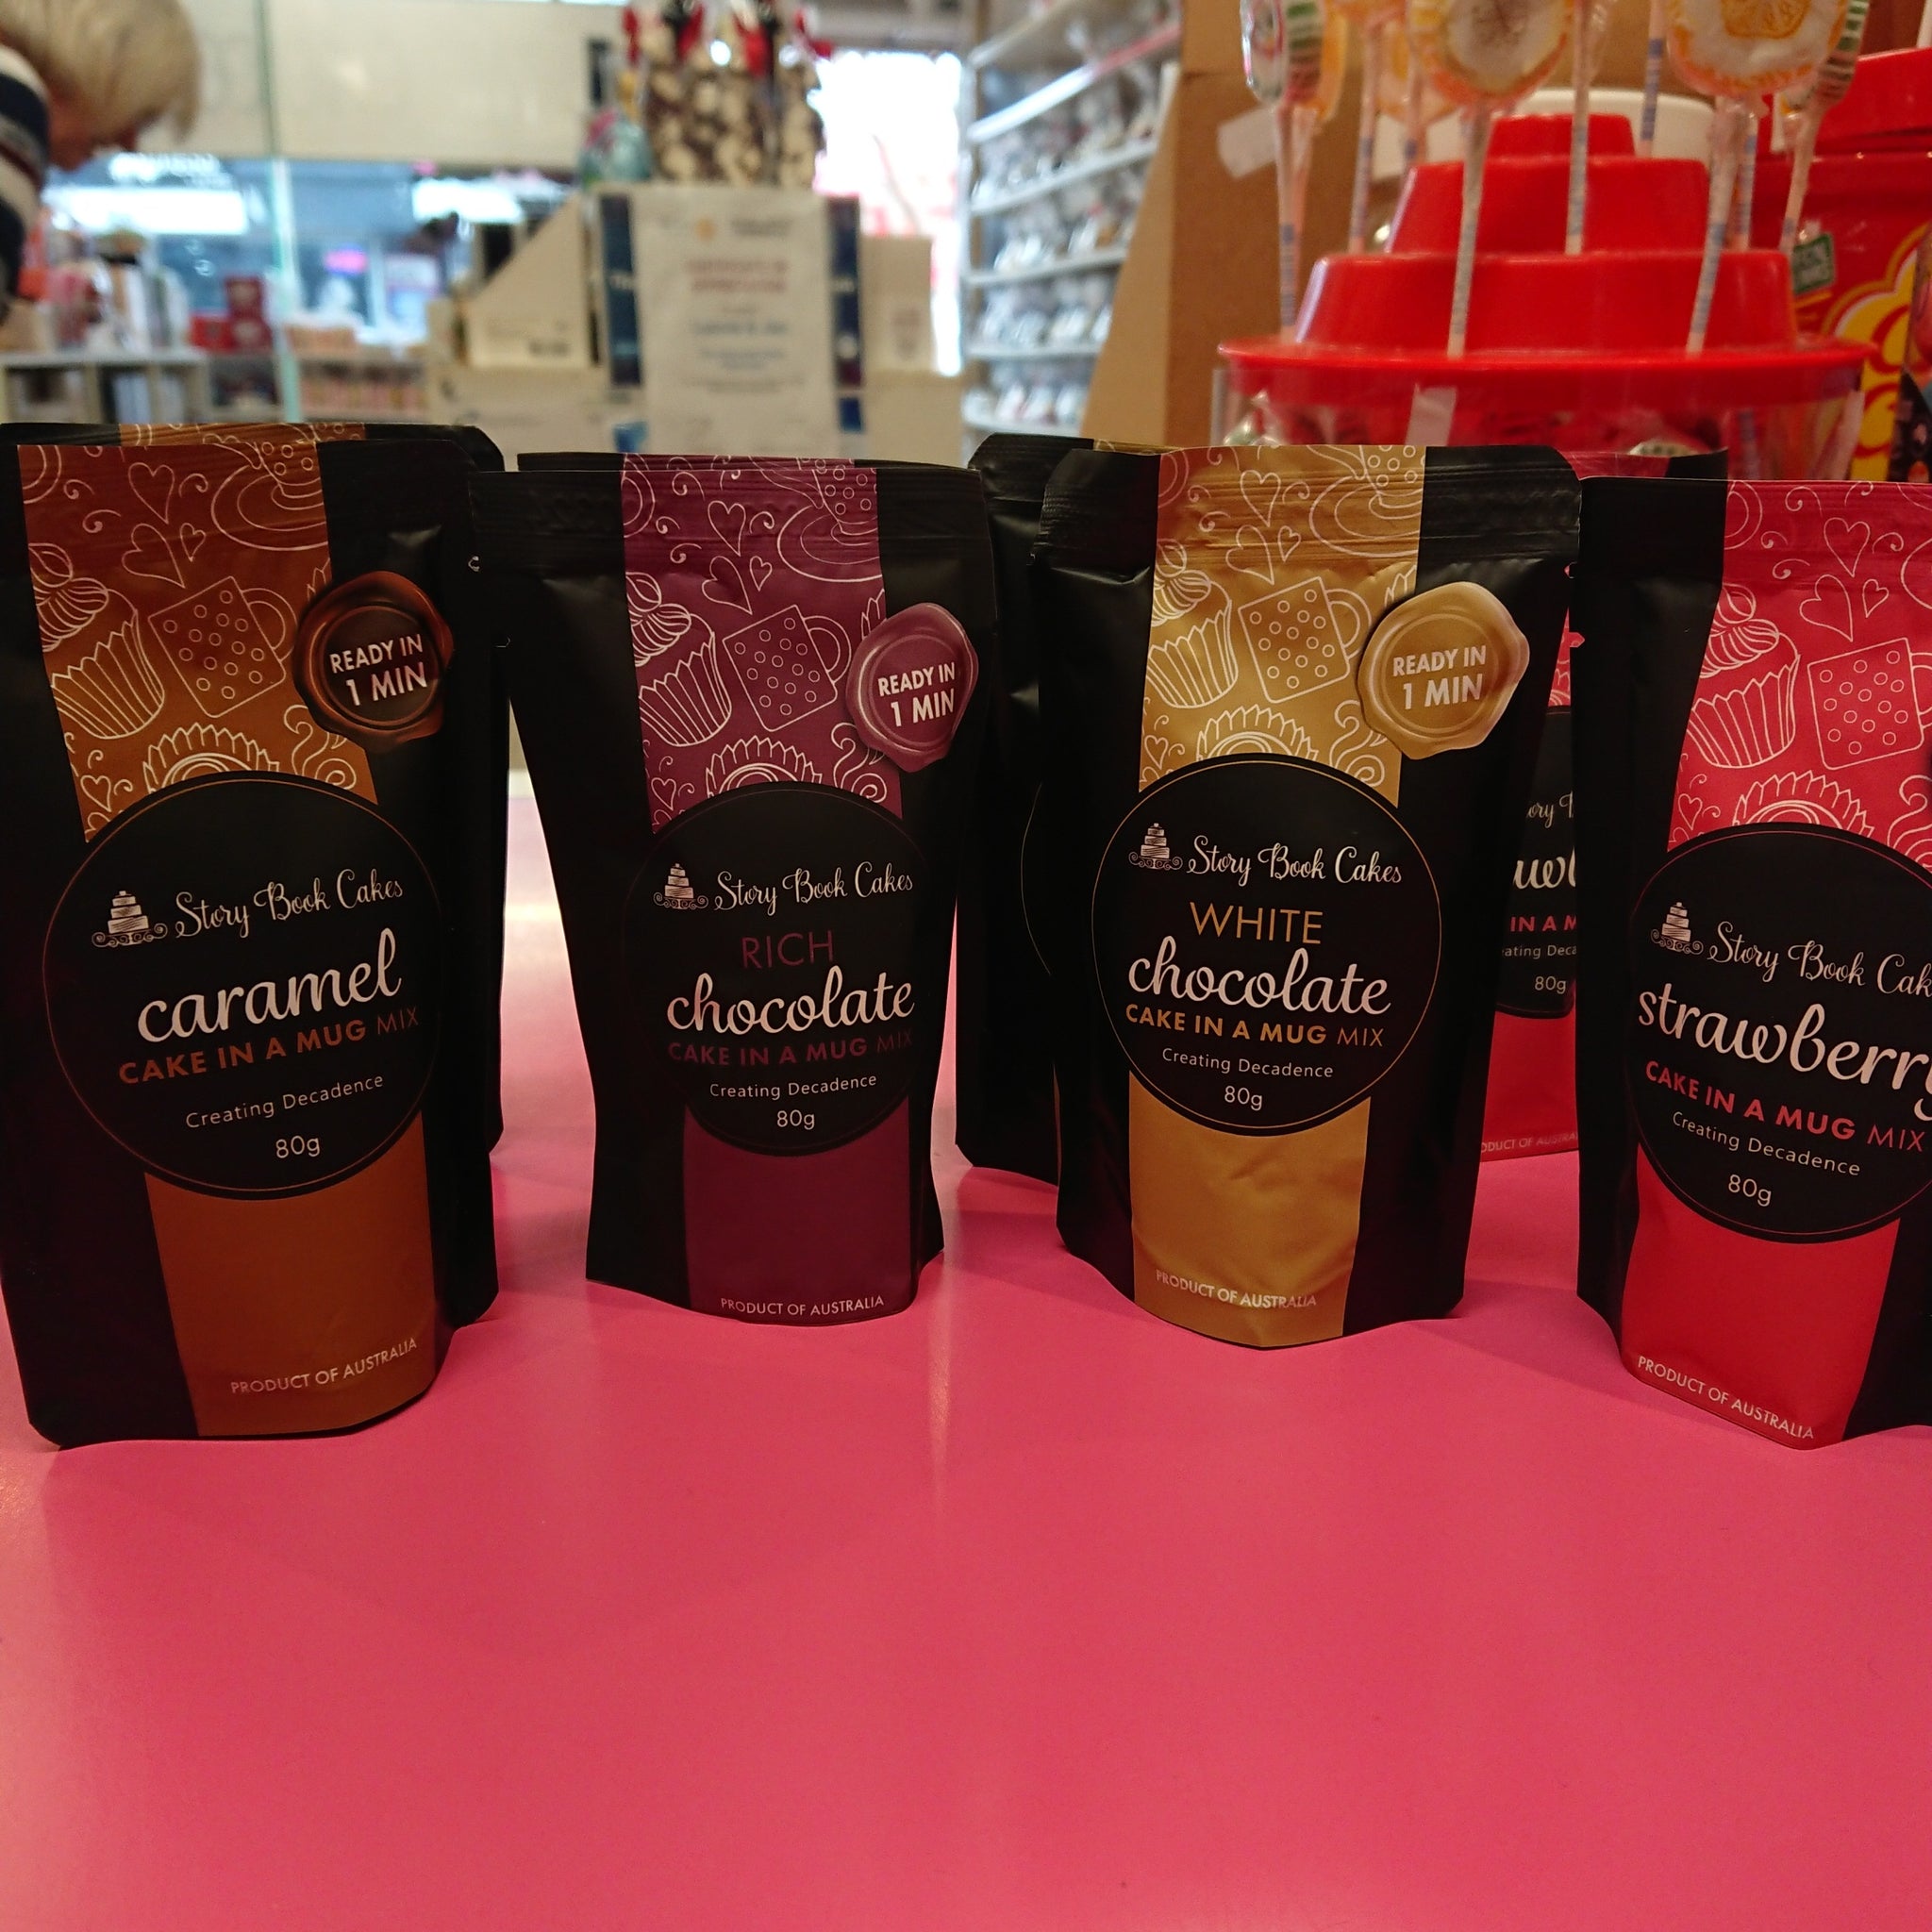 READY IN
1 MIN
Story Book Cakes
caramel
CAKE IN A MUG MIX
Creating Decadence
80g
PRODUCT OF AUSTRALIA
READY IN
1 MIN
Story Book Cakes
RICH
chocolate
CAKE IN A MUG MIX
Creating Decadence
80g
PRODUCT OF AUSTRALIA
READY IN
1 MIN
Story Book Cakes
WHITE
chocolate
CAKE IN A MUG MIX
Creating Decadence
80g
PRODUCT OF AUSTRALIA
IN A
80g
OF
Story Book
strawberry
CAKE IN A MUG MIX
Creating Decadence
80g
PRODUCT OF AUSTRALIA